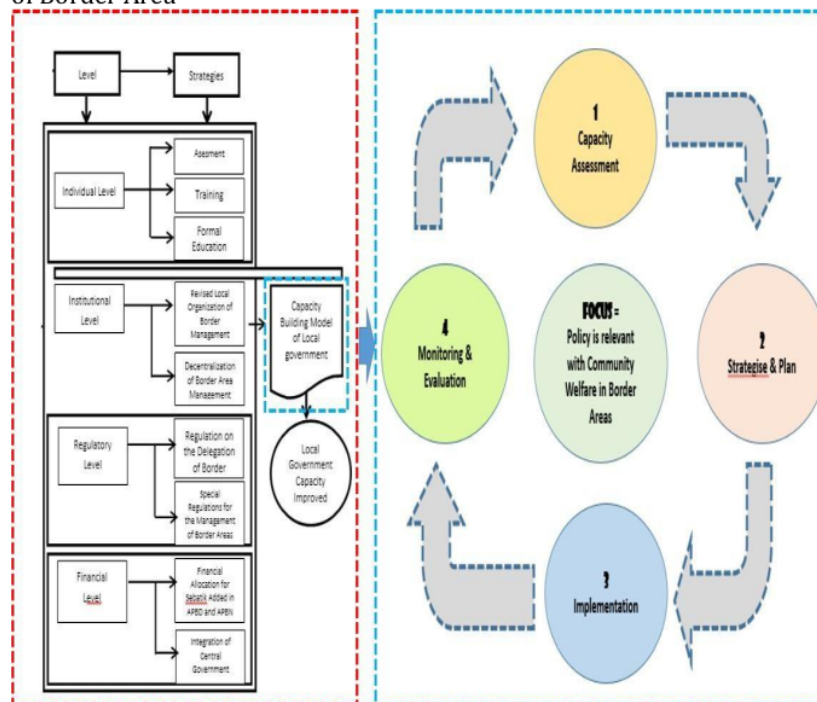 of Border Area
Level
Strategies
Individual Level
Asesment
Training
Formal
Education
Institutional
Level
Revised Local
Organization of
Border
Management
Decentralization
of Border Area
Management
Capacity
Building Model
of Local
government
Local
Government
Capacity
Improved
Regulatory
Level
Regulation on
the Delegation
of Border
Special
Regulations for
the Management
of Border Areas
Financial
Level
Financial
Allocation for
Sebatik Added in
APBD and APBN
Integration of
Central
Government
1
Capacity
Assessment
2
Strategise & Plan
3
Implementation
4
Monitoring &
Evaluation
FOCUS =
Policy is relevant
with Community
Welfare in Border
Areas